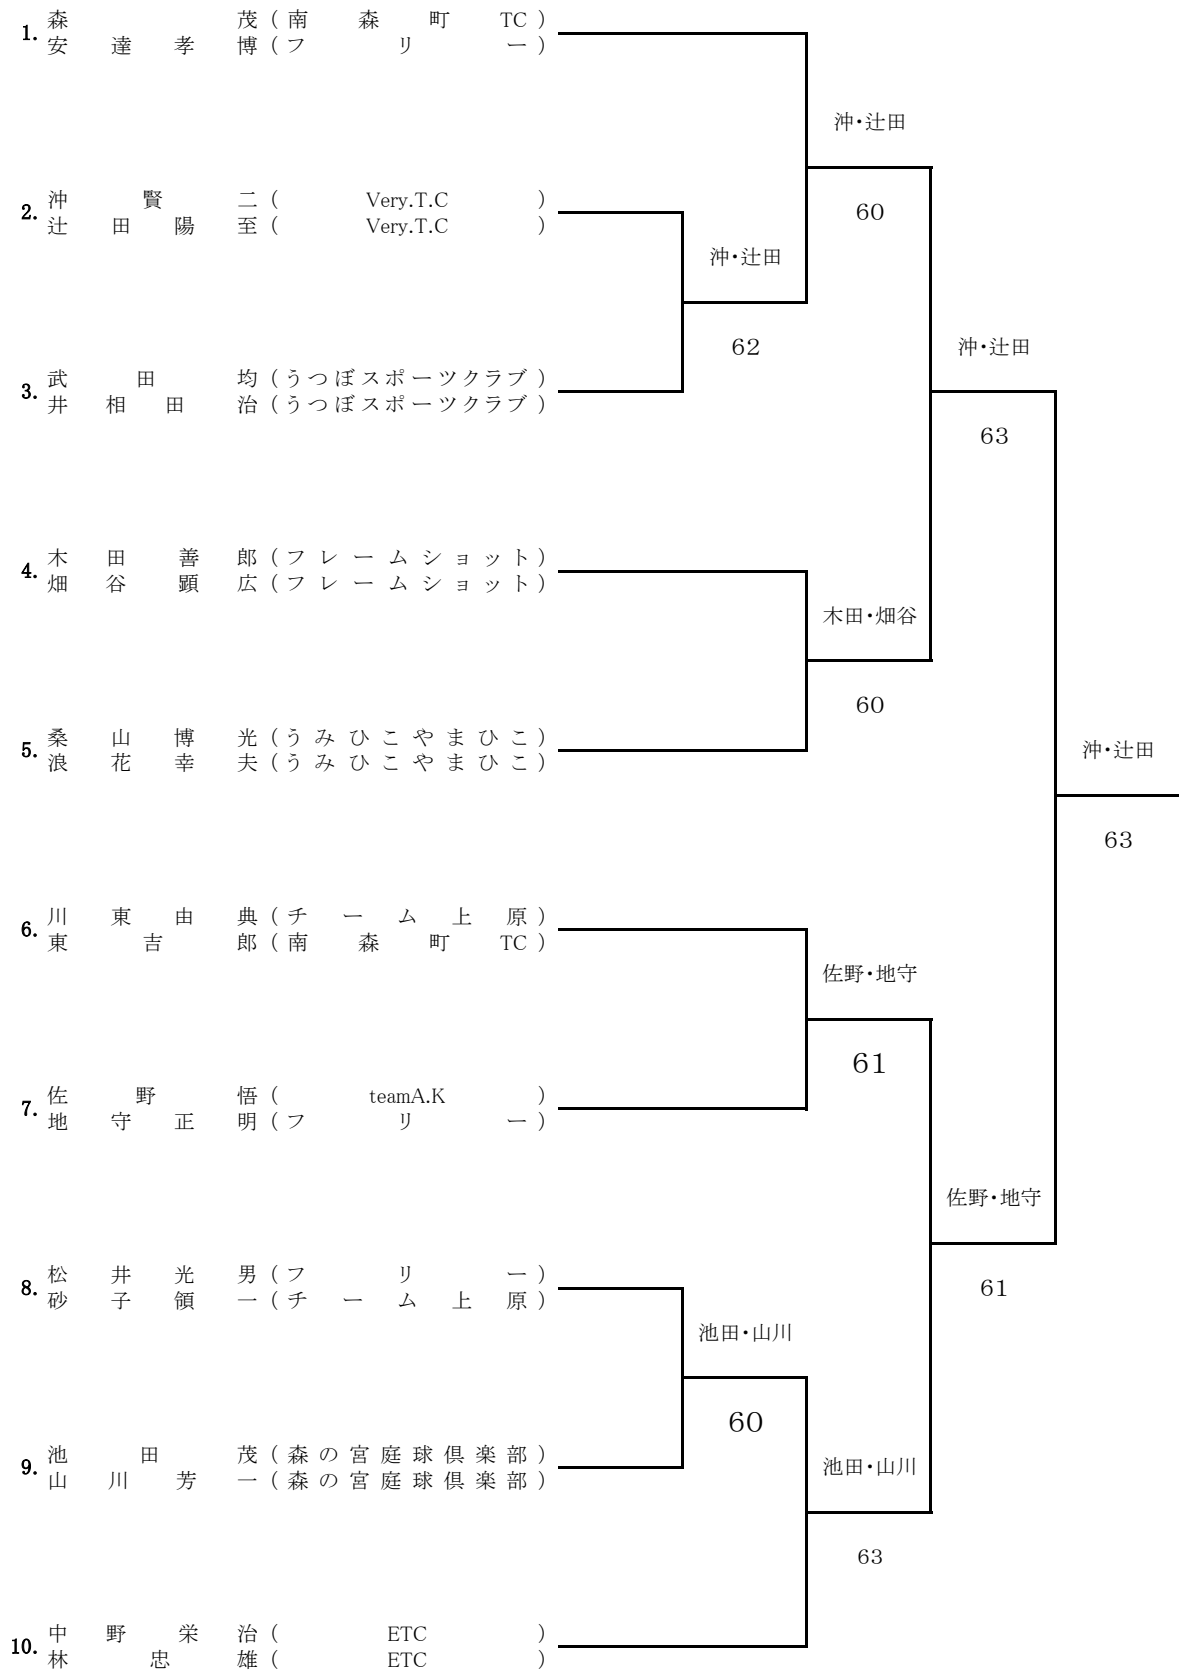 1. 森 茂 ( 南 森 町 TC )
安 達 孝 博 ( フ リ ー )
沖・辻田
2. 沖 賢 二 ( Very.T.C )
辻 田 陽 至 ( Very.T.C )
60
沖・辻田
62
沖・辻田
3. 武 田 均 ( うつぼスポーツクラブ )
井 相 田 治 ( うつぼスポーツクラブ )
63
4. 木 田 善 郎 ( フレームショット )
畑 谷 顕 広 ( フレームショット )
木田・畑谷
60
5. 桑 山 博 光 ( うみひこやまひこ )
浪 花 幸 夫 ( うみひこやまひこ )
沖・辻田
63
6. 川 東 由 典 ( チ ー ム 上 原 )
東 吉 郎 ( 南 森 町 TC )
佐野・地守
61
7. 佐 野 悟 ( teamA.K )
地 守 正 明 ( フ リ ー )
佐野・地守
61
8. 松 井 光 男 ( フ リ ー )
砂 子 領 一 ( チ ー ム 上 原 )
池田・山川
60
9. 池 田 茂 ( 森の宮庭球倶楽部 )
山 川 芳 一 ( 森の宮庭球倶楽部 )
池田・山川
63
10. 中 野 栄 治 ( ETC )
林 忠 雄 ( ETC )